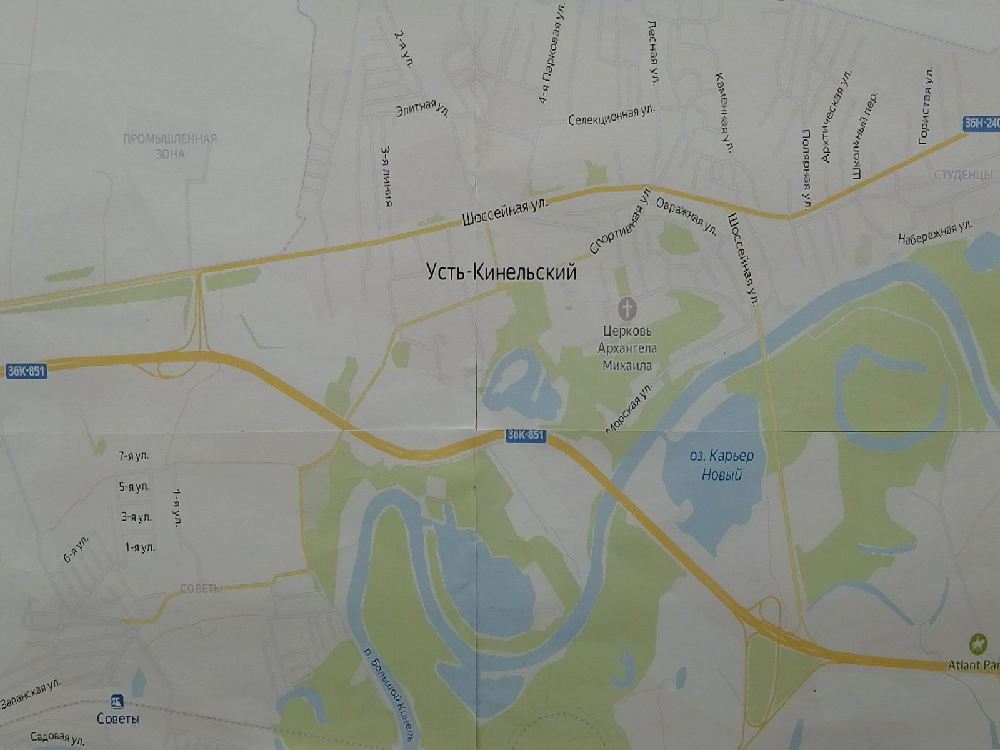 2-я ул.
4-я Парковая ул.
Лесная ул.
Каменная ул.
Арктическая ул.
Школьный пер.
Гористая ул.
Элитная ул.
Селекционная ул.
36Н-240
ПРОМЫШЛЕННАЯ
ЗОНА
3-я линия
Полярная ул.
СТУДЕНЦЫ
Шоссейная ул.
Спортивная ул.
Овражная ул.
Шоссейная ул.
Набережная ул.
Усть-Кинельский
Церковь
Архангела
Михаила
36К-851
Морская ул.
36К-851
7-я ул.
5-я ул.
3-я ул.
1-я ул.
1-я ул.
6-я ул.
оз. Карьер
Новый
СОВЕТЫ
р. Большой Кинель
Atlant Par
Запанская ул.
Советы
Садовая ул.